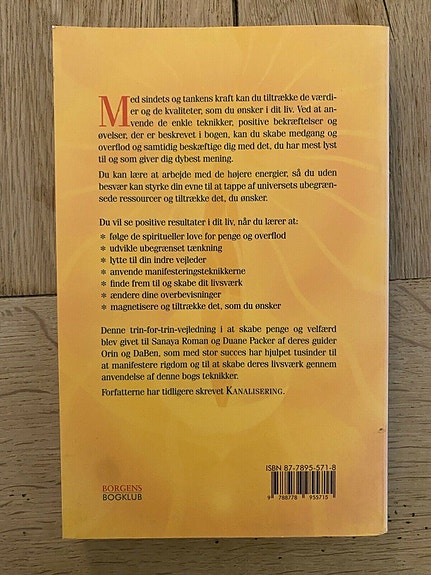 Med sindets og tankens kraft kan du tiltrække de værdi-
er og de kvaliteter, som du ønsker i dit liv. Ved at an-
vende de enkle teknikker, positive bekræftelser og
øvelser, der er beskrevet i bogen, kan du skabe medgang og
overflod og samtidig beskæftige dig med det, du har mest lyst
til og som giver dig dybest mening.
Du kan lære at arbejde med de højere energier, så du uden
besvær kan styrke din evne til at tappe af universets ubegræn-
sede ressourcer og tiltrække det, du ønsker.
Du vil se positive resultater i dit liv, når du lærer at:
* følge de spiritueller love for penge og overflod
* udvikle ubegrænset tænkning
* lytte til din indre vejleder
* anvende manifesteringsteknikkerne
* finde frem til og skabe dit livsværk
* ændere dine overbevisninger
* magnetisere og tiltrække det, som du ønsker
Denne trin-for-trin-vejledning i at skabe penge og velfærd
blev givet til Sanaya Roman og Duane Packer af deres guider
Orin og DaBen, som med stor succes har hjulpet tusinder til
at manifestere rigdom og til at skabe deres livsværk gennem
anvendelse af denne bogs teknikker.
Forfatterne har tidligere skrevet KANALISERING.
ISBN 87-7895-571-8
9 788778 955715
BORGENS
BOGKLUB